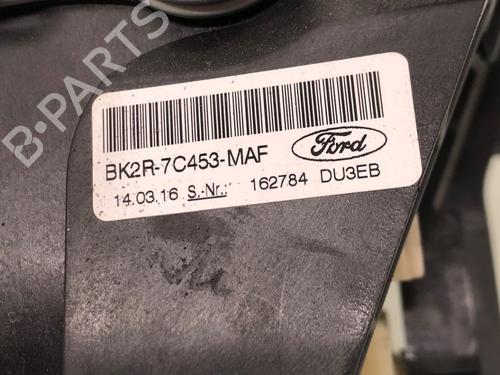 B-PARTS
BK2R-7C453-MAF
Ford
14.03.16 S.-Nr.: 162784 DU3EB